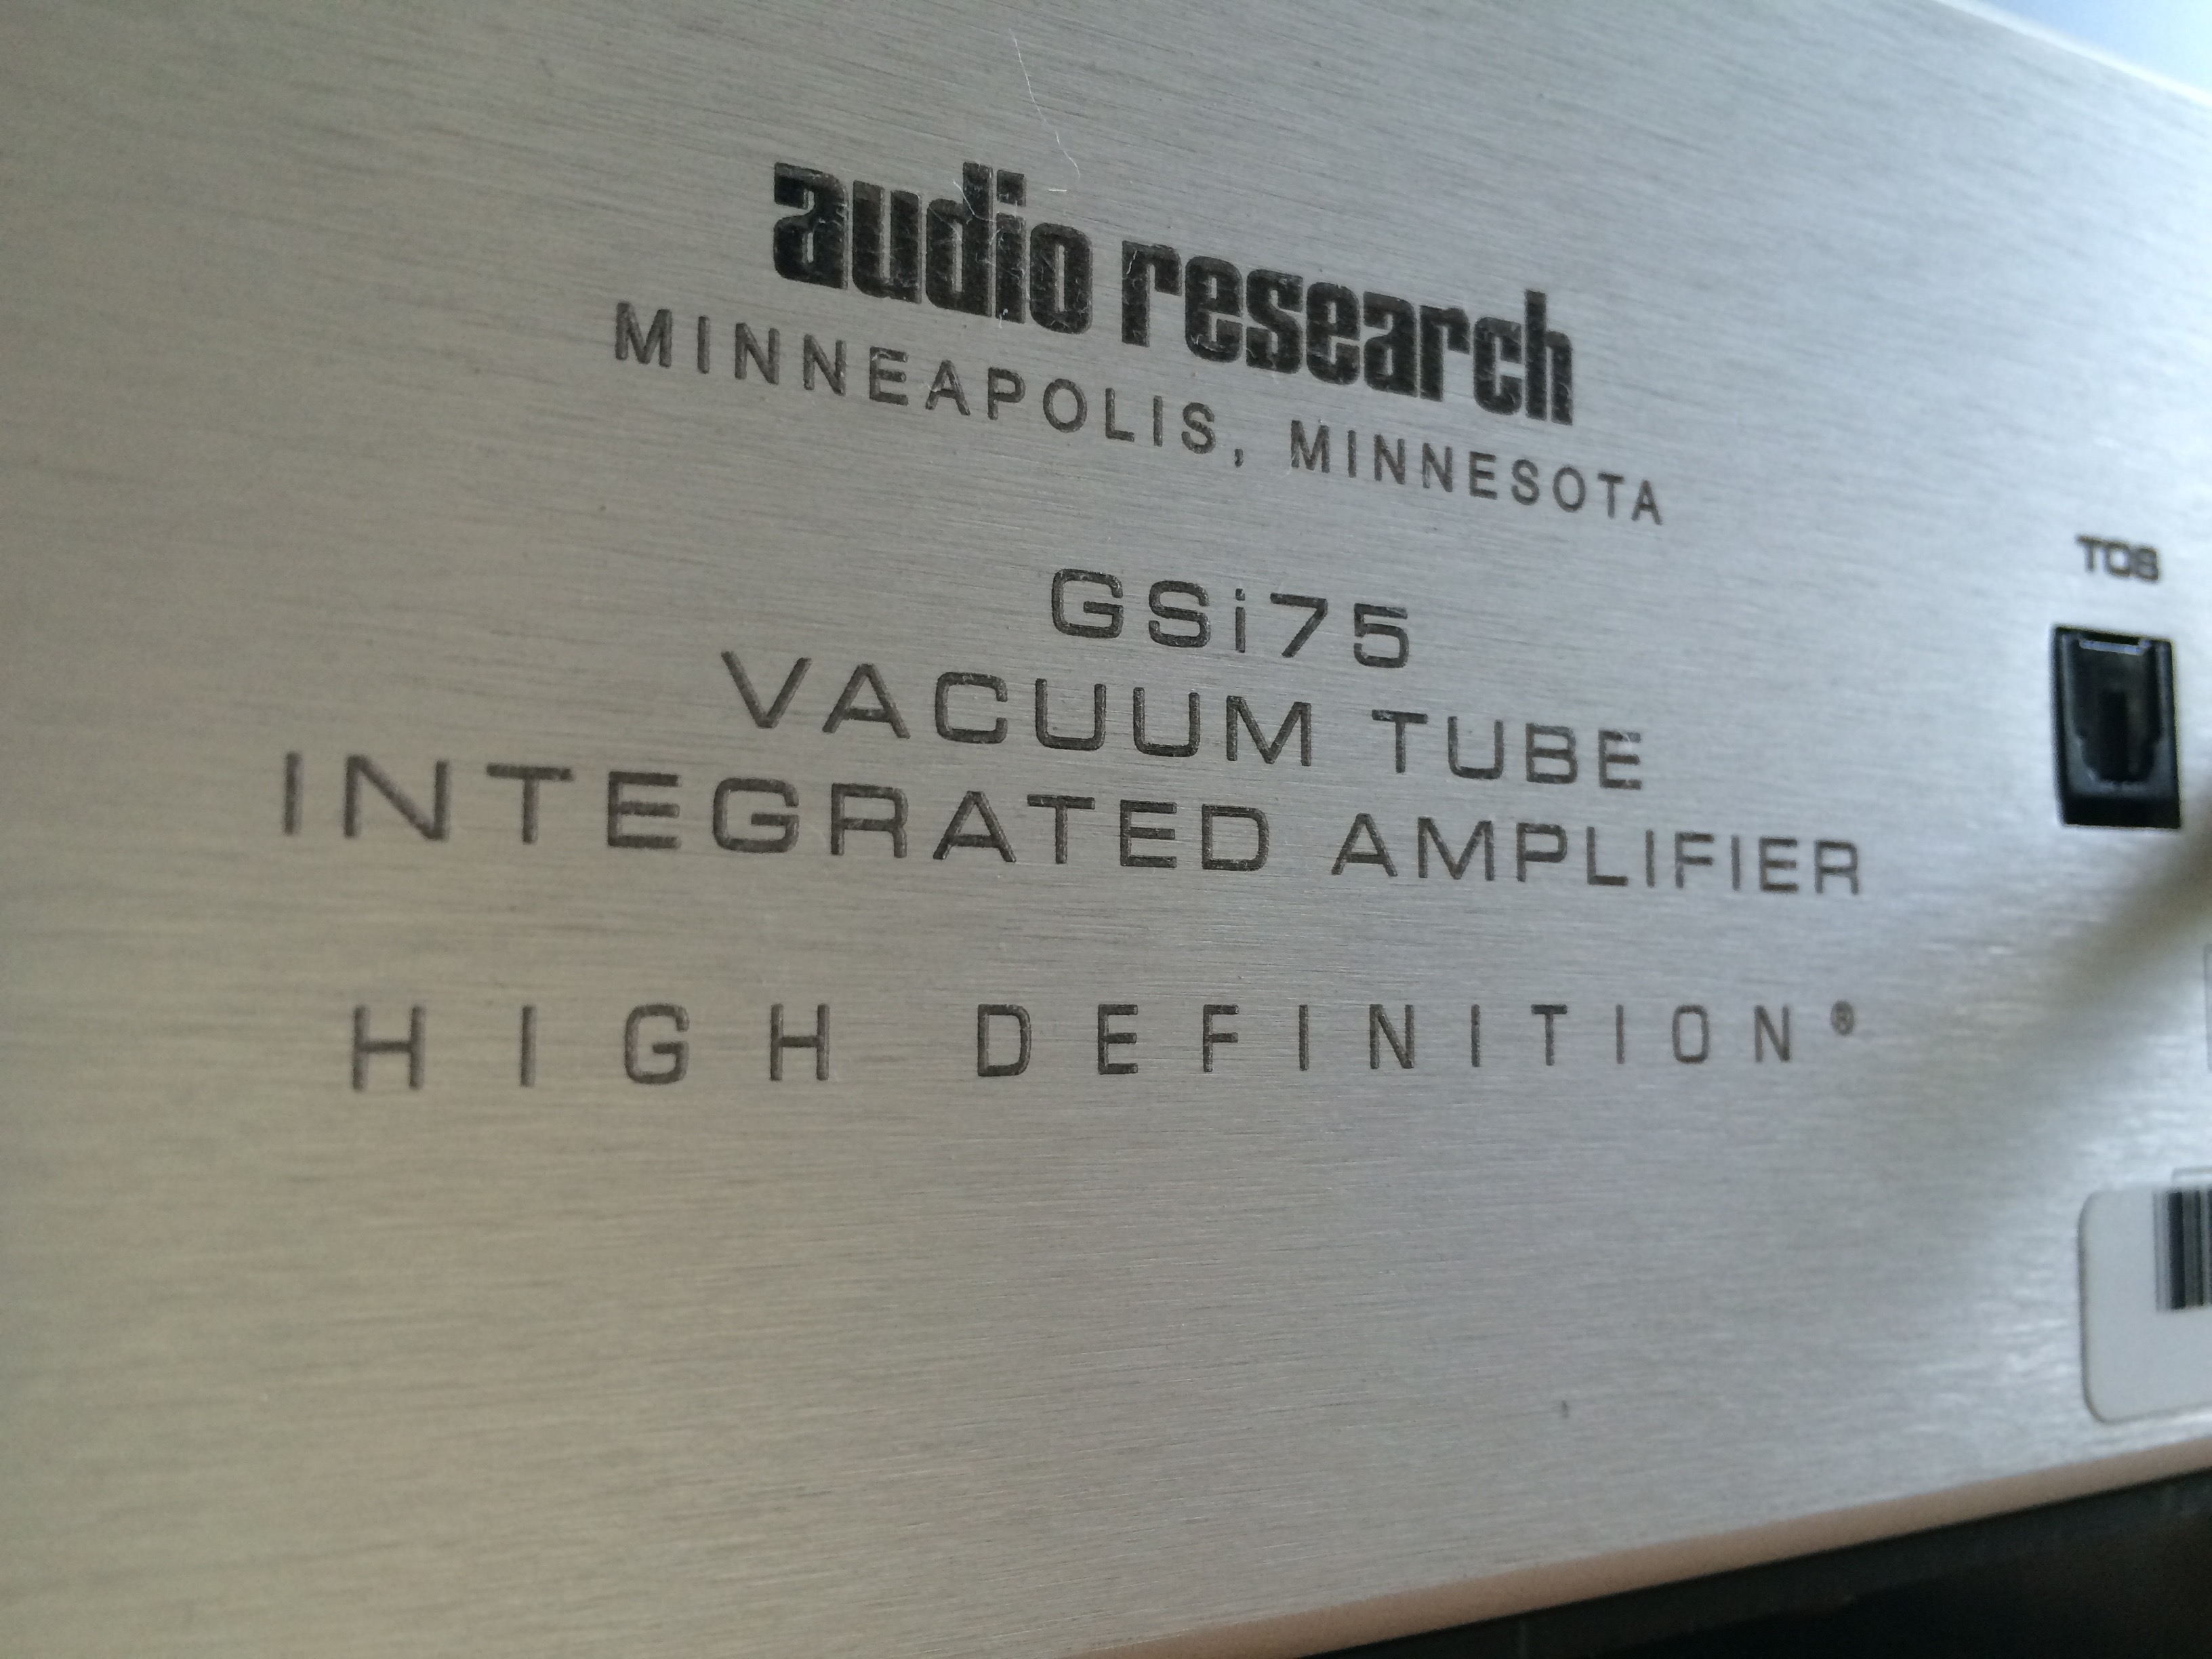 audio research
MINNEAPOLIS, MINNESOTA
GSi75
VACUUM TUBE
INTEGRATED AMPLIFIER
HIGH DEFINITION®
TOS